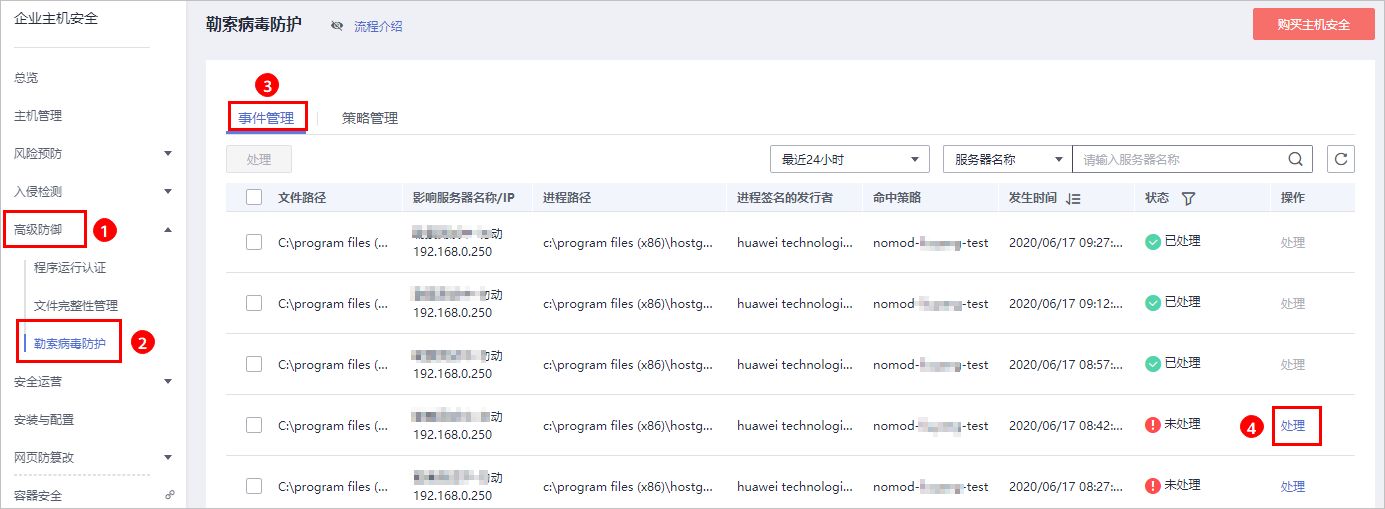 企业主机安全
总览
主机管理
风险预防
入侵检测
高级防御
1
程序运行认证
文件完整性管理
勒索病毒防护
2
安全运营
安装与配置
网页防篡改
容器安全
勒索病毒防护 流程介绍
购买主机安全
3
事件管理 策略管理
处理 最近24小时 服务器名称 请输入服务器名称
文件路径 影响服务器名称/IP 进程路径 进程签名的发行者 命中策略 发生时间 状态 操作
C:\program files (... 动 c:\program files (x86)\hostg... huawei technologi... nomod- -test 2020/06/17 09:27:... 已处理 处理
192.168.0.250
C:\program files (... 动 c:\program files (x86)\hostg... huawei technologi... nomod- -test 2020/06/17 09:12:... 已处理 处理
192.168.0.250
C:\program files (... 动 c:\program files (x86)\hostg... huawei technologi... nomod- -test 2020/06/17 08:57:... 已处理 处理
192.168.0.250
C:\program files (... 动 c:\program files (x86)\hostg... huawei technologi... nomod- -test 2020/06/17 08:42:... 未处理 4 处理
192.168.0.250
C:\program files (... 动 c:\program files (x86)\hostg... huawei technologi... nomod- -test 2020/06/17 08:27:... 未处理 处理
192.168.0.250